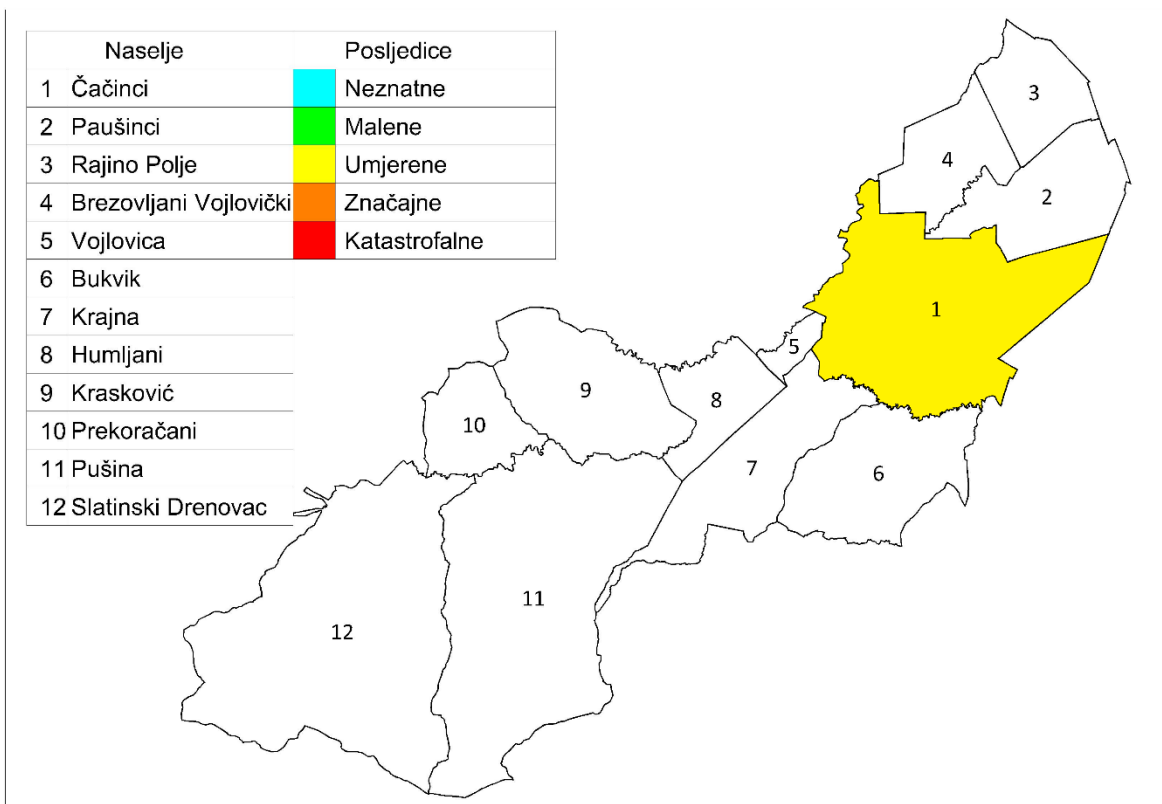 Naselje Posljedice
1 Čačinci Neznatne
2 Paušinci Malene
3 Rajino Polje Umjerene
4 Brezovljani Vojlovički Značajne
5 Vojlovica Katastrofalne
6 Bukvik
7 Krajna
8 Humljani
9 Krasković
10 Prekoračani
11 Pušina
12 Slatinski Drenovac
3
4
2
1
5
9
8
10
7
6
11
12